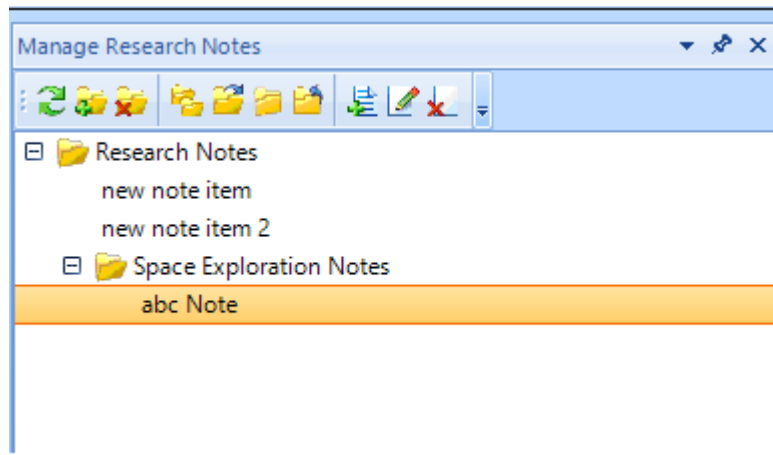 Manage Research Notes
Research Notes
new note item
new note item 2
Space Exploration Notes
abc Note